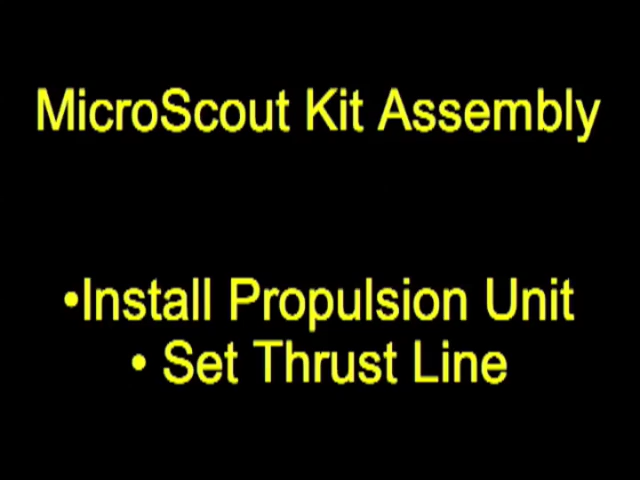 MicroScout Kit Assembly
•Install Propulsion Unit
• Set Thrust Line